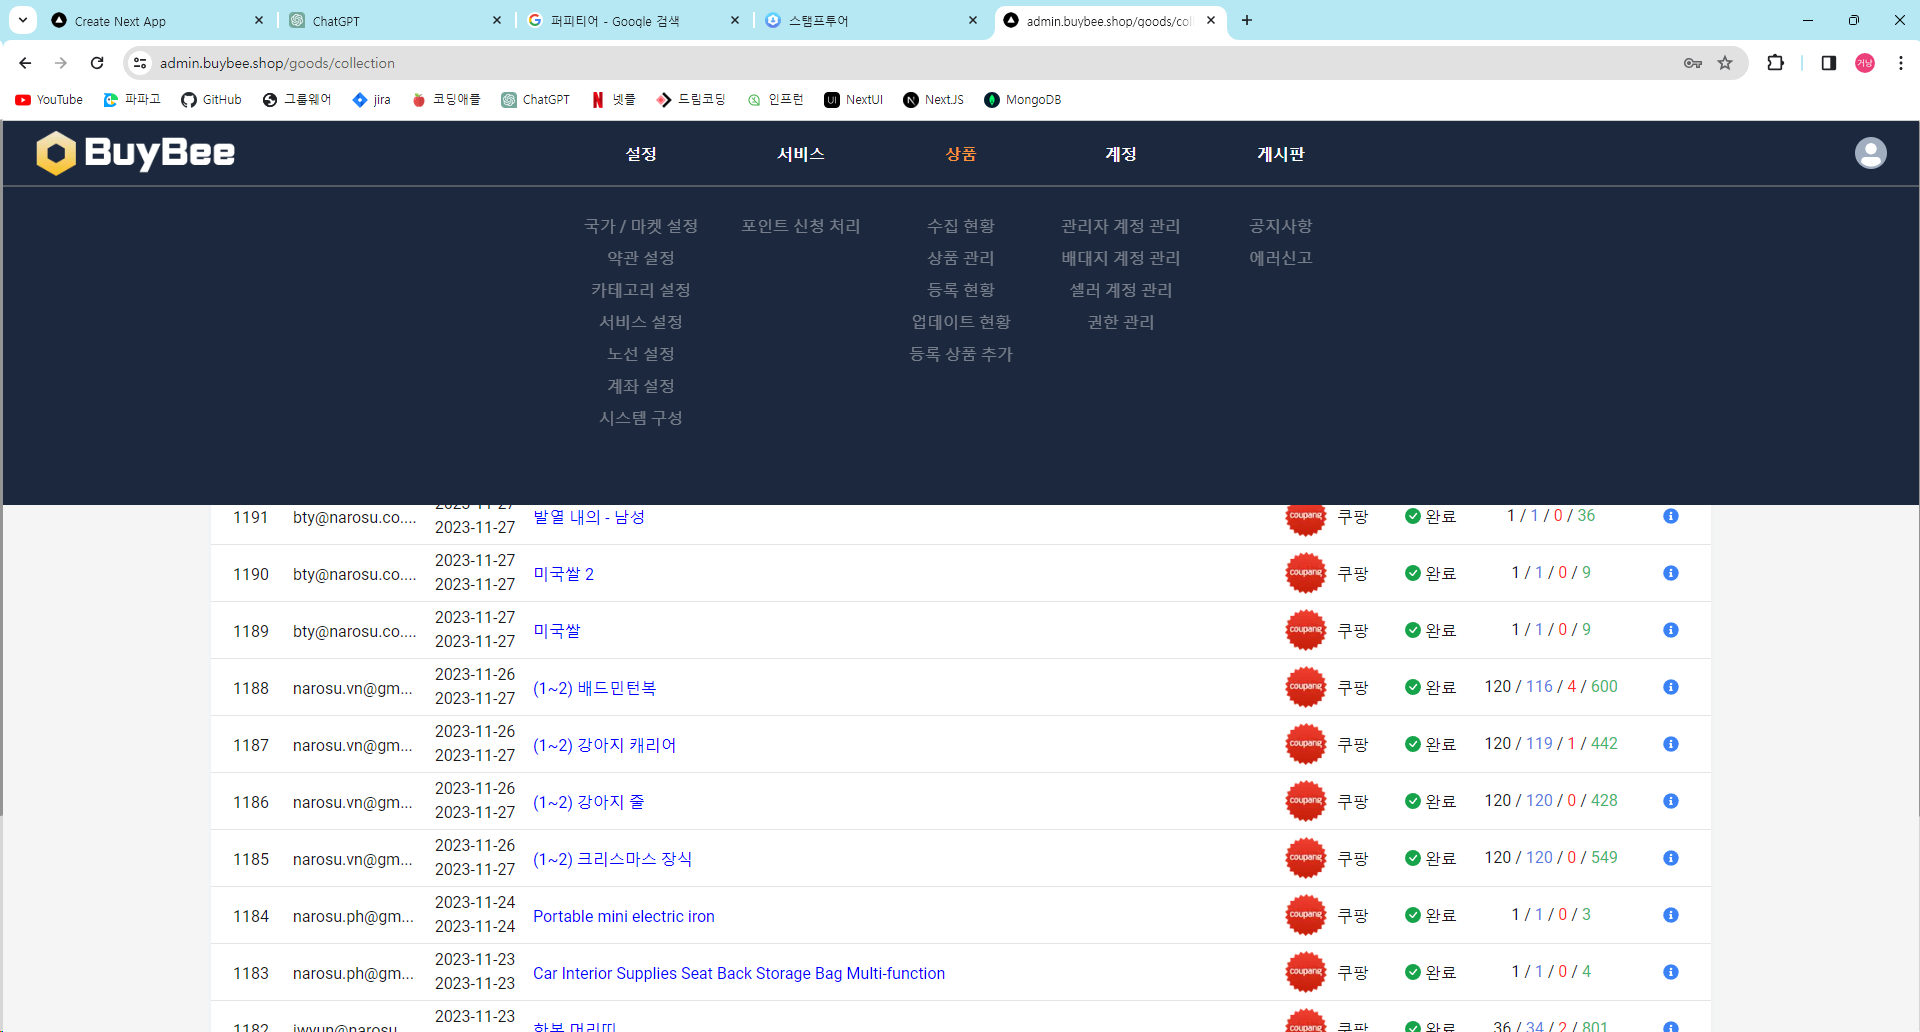 Create Next App
ChatGPT
퍼피티어 - Google 검색
스탬프투어
admin.buybee.shop/goods/coll
admin.buybee.shop/goods/collection
거남
YouTube
파파고
GitHub
그룹웨어
jira
코딩애플
ChatGPT
넷플
드림코딩
인프런
NextUI
Next.JS
MongoDB
BuyBee
설정 서비스 상품 계정 게시판
국가 / 마켓 설정 포인트 신청 처리 수집 현황 관리자 계정 관리 공지사항
약관 설정 상품 관리 배대지 계정 관리 에러신고
카테고리 설정 등록 현황 셀러 계정 관리
서비스 설정 업데이트 현황 권한 관리
노선 설정 등록 상품 추가
계좌 설정
시스템 구성
2023-11-27
1191 bty@narosu.co.... 2023-11-27 발열 내의 - 남성 coupang 쿠팡 완료 1 / 1 / 0 / 36
2023-11-27
1190 bty@narosu.co.... 2023-11-27 미국쌀 2 coupang 쿠팡 완료 1 / 1 / 0 / 9
2023-11-27
1189 bty@narosu.co.... 2023-11-27 미국쌀 coupang 쿠팡 완료 1 / 1 / 0 / 9
2023-11-26
1188 narosu.vn@gm... 2023-11-27 (1~2) 배드민턴복 coupang 쿠팡 완료 120 / 116 / 4 / 600
2023-11-26
1187 narosu.vn@gm... 2023-11-27 (1~2) 강아지 캐리어 coupang 쿠팡 완료 120 / 119 / 1 / 442
2023-11-26
1186 narosu.vn@gm... 2023-11-27 (1~2) 강아지 줄 coupang 쿠팡 완료 120 / 120 / 0 / 428
2023-11-26
1185 narosu.vn@gm... 2023-11-27 (1~2) 크리스마스 장식 coupang 쿠팡 완료 120 / 120 / 0 / 549
2023-11-24
1184 narosu.ph@gm... 2023-11-24 Portable mini electric iron coupang 쿠팡 완료 1 / 1 / 0 / 3
2023-11-23
1183 narosu.ph@gm... 2023-11-23 Car Interior Supplies Seat Back Storage Bag Multi-function coupang 쿠팡 완료 1 / 1 / 0 / 4
2023-11-23
1182 jwyun@narosu.... 한복 머리띠 coupang 쿠팡 완료 36 / 34 / 2 / 801